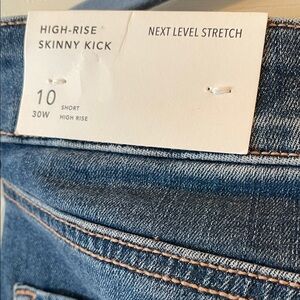 HIGH-RISE
SKINNY KICK
NEXT LEVEL STRETCH
10 SHORT
30W HIGH RISE